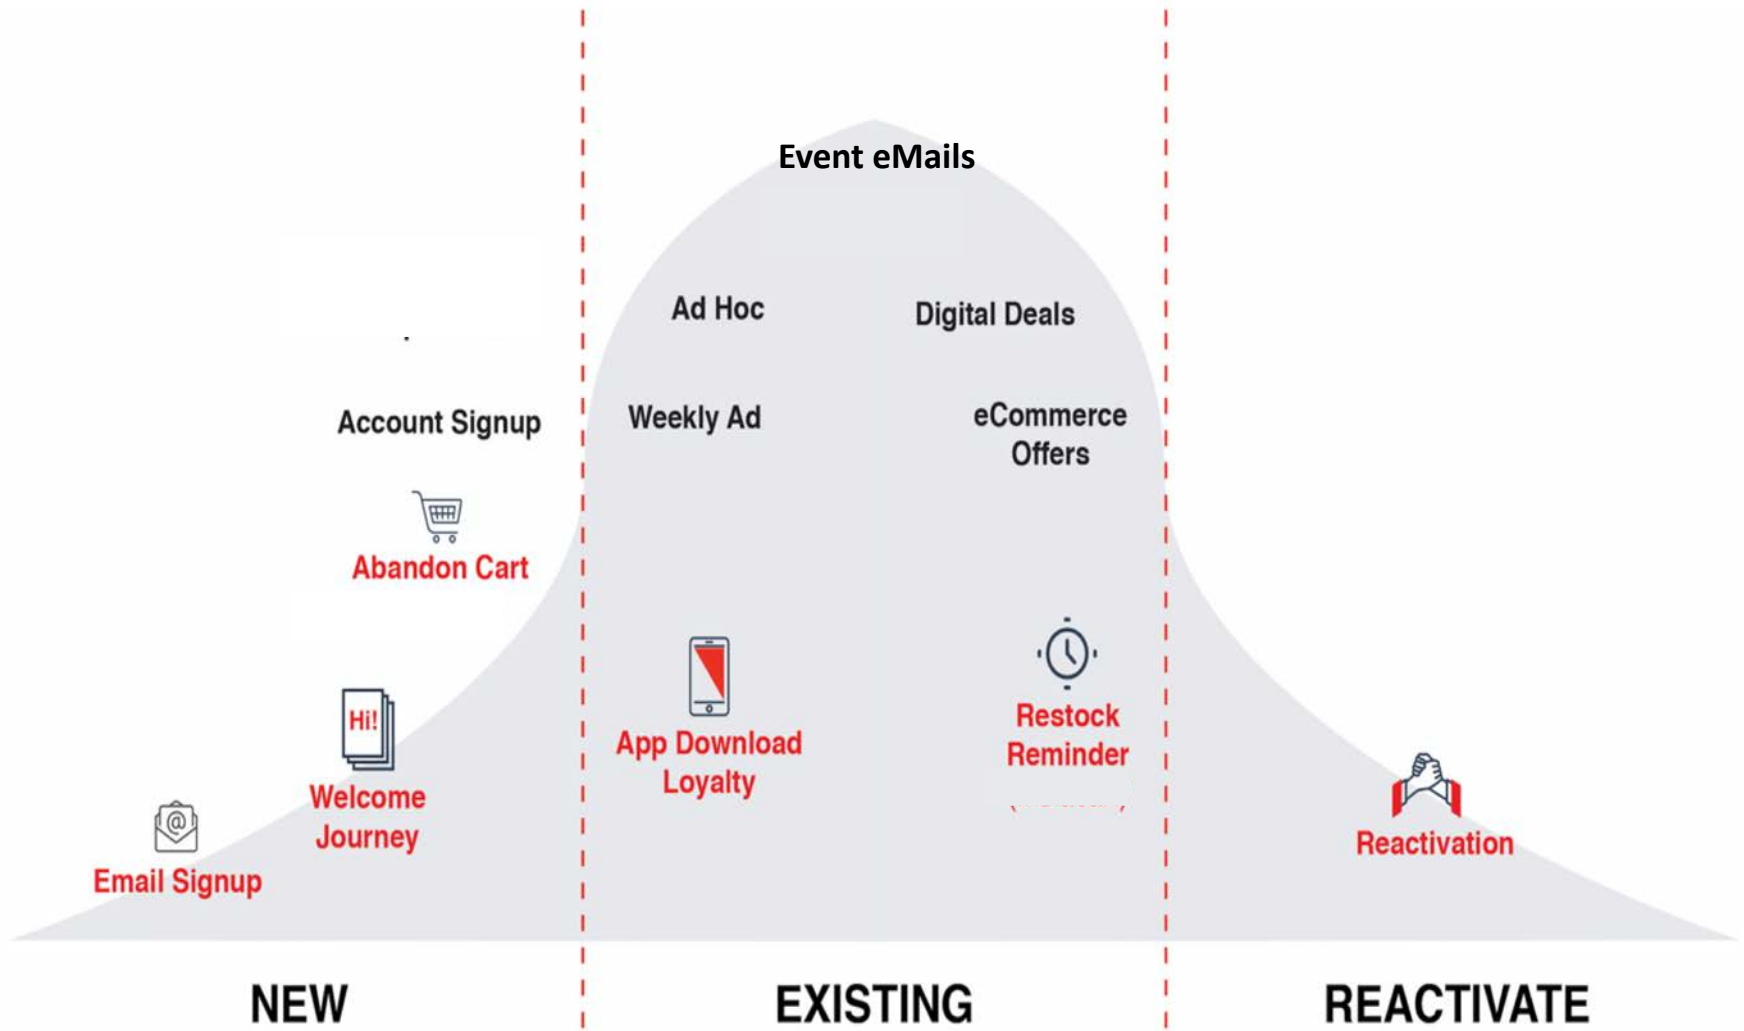 Event eMails
Ad Hoc
Digital Deals
Account Signup
Weekly Ad
eCommerce
Offers
Abandon Cart
Hi!
Welcome
Journey
App Download
Loyalty
Restock
Reminder
@
Email Signup
Reactivation
NEW
EXISTING
REACTIVATE